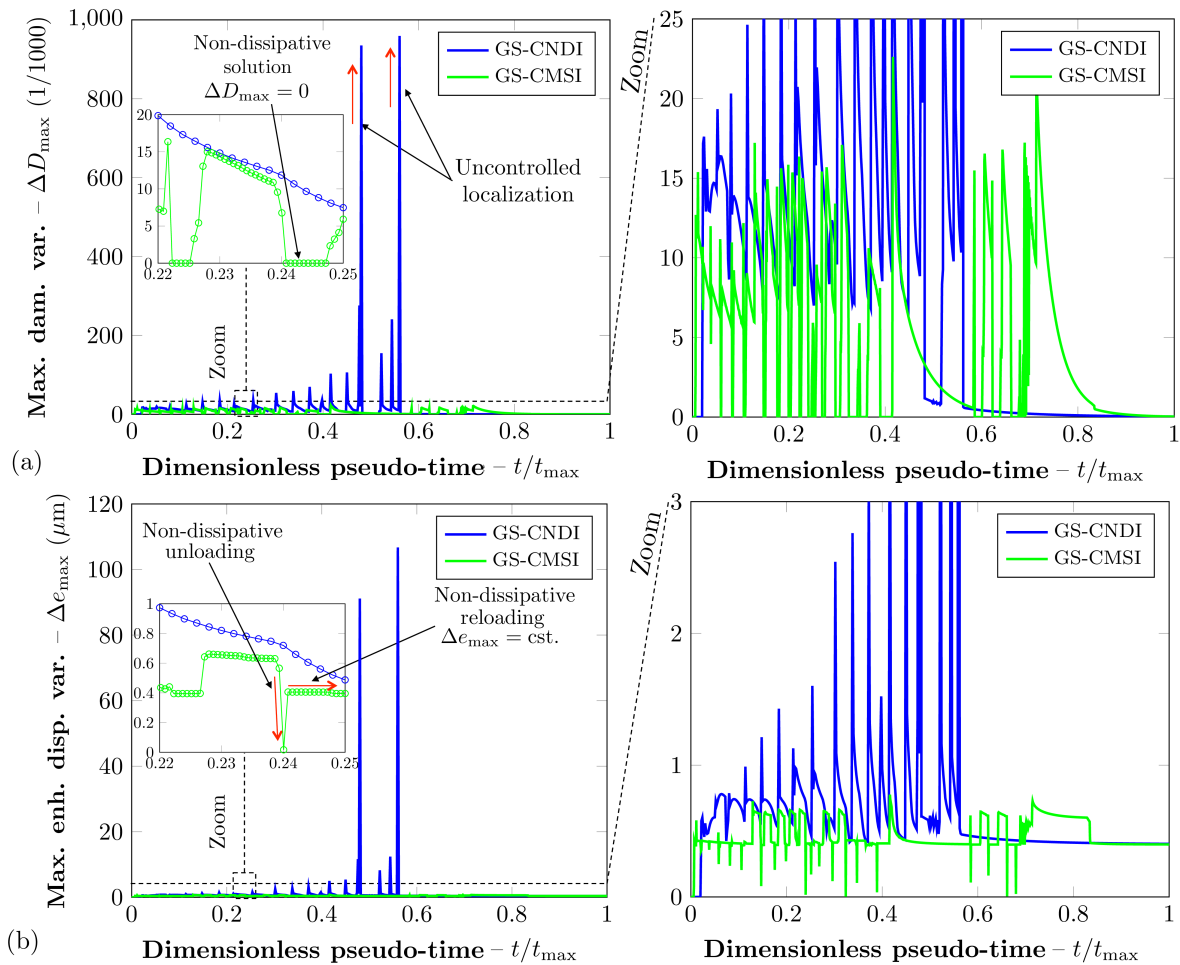 Max. dam. var. – ΔD_max (1/1000)
1,000
800
600
400
200
0
0
0.2
0.4
0.6
0.8
1
Dimensionless pseudo-time – t/t_max
(a)
GS-CNDI
GS-CMSI
Non-dissipative
solution
ΔD_max = 0
Uncontrolled
localization
20
15
10
5
0
0.22
0.23
0.24
0.25
Zoom
Zoom
25
20
15
10
5
0
0
0.2
0.4
0.6
0.8
1
Dimensionless pseudo-time – t/t_max
GS-CNDI
GS-CMSI
Max. enh. disp. var. – Δe_max (μm)
120
100
80
60
40
20
0
0
0.2
0.4
0.6
0.8
1
Dimensionless pseudo-time – t/t_max
(b)
GS-CNDI
GS-CMSI
Non-dissipative
unloading
Non-dissipative
reloading
Δe_max = cst.
1
0.8
0.6
0.4
0.2
0
0.22
0.23
0.24
0.25
Zoom
Zoom
3
2
1
0
0
0.2
0.4
0.6
0.8
1
Dimensionless pseudo-time – t/t_max
GS-CNDI
GS-CMSI